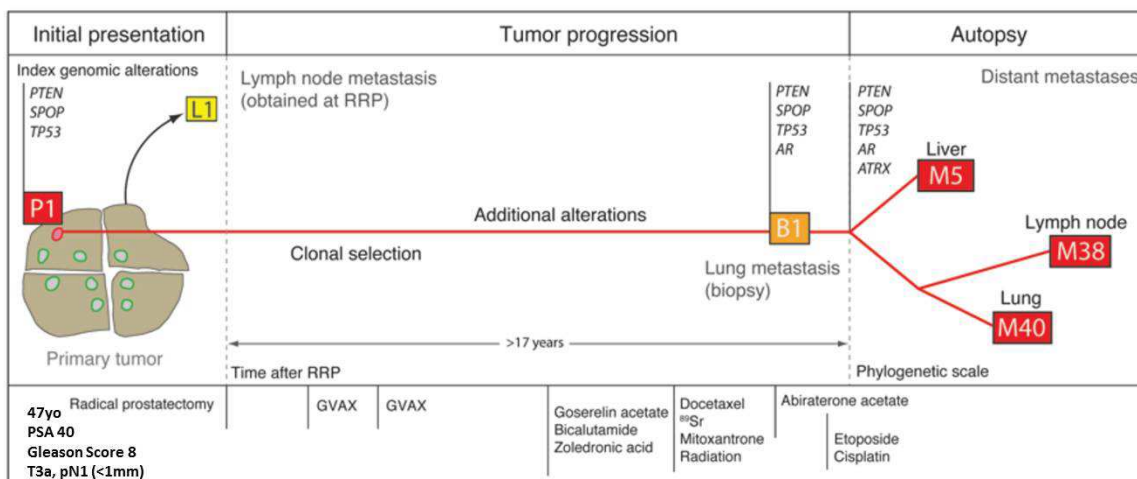 Initial presentation
Tumor progression
Autopsy
Index genomic alterations
PTEN
SPOP
TP53
L1
P1
Primary tumor
Lymph node metastasis
(obtained at RRP)
Additional alterations
Clonal selection
PTEN
SPOP
TP53
AR
B1
Lung metastasis
(biopsy)
>17 years
Time after RRP
Distant metastases
PTEN
SPOP
TP53
AR
ATRX
Liver
M5
Lymph node
M38
Lung
M40
Phylogenetic scale
Radical prostatectomy
47yo
PSA 40
Gleason Score 8
T3a, pN1 (<1mm)
GVAX
GVAX
Goserelin acetate
Bicalutamide
Zoledronic acid
Docetaxel
⁸⁹Sr
Mitoxantrone
Radiation
Abiraterone acetate
Etoposide
Cisplatin